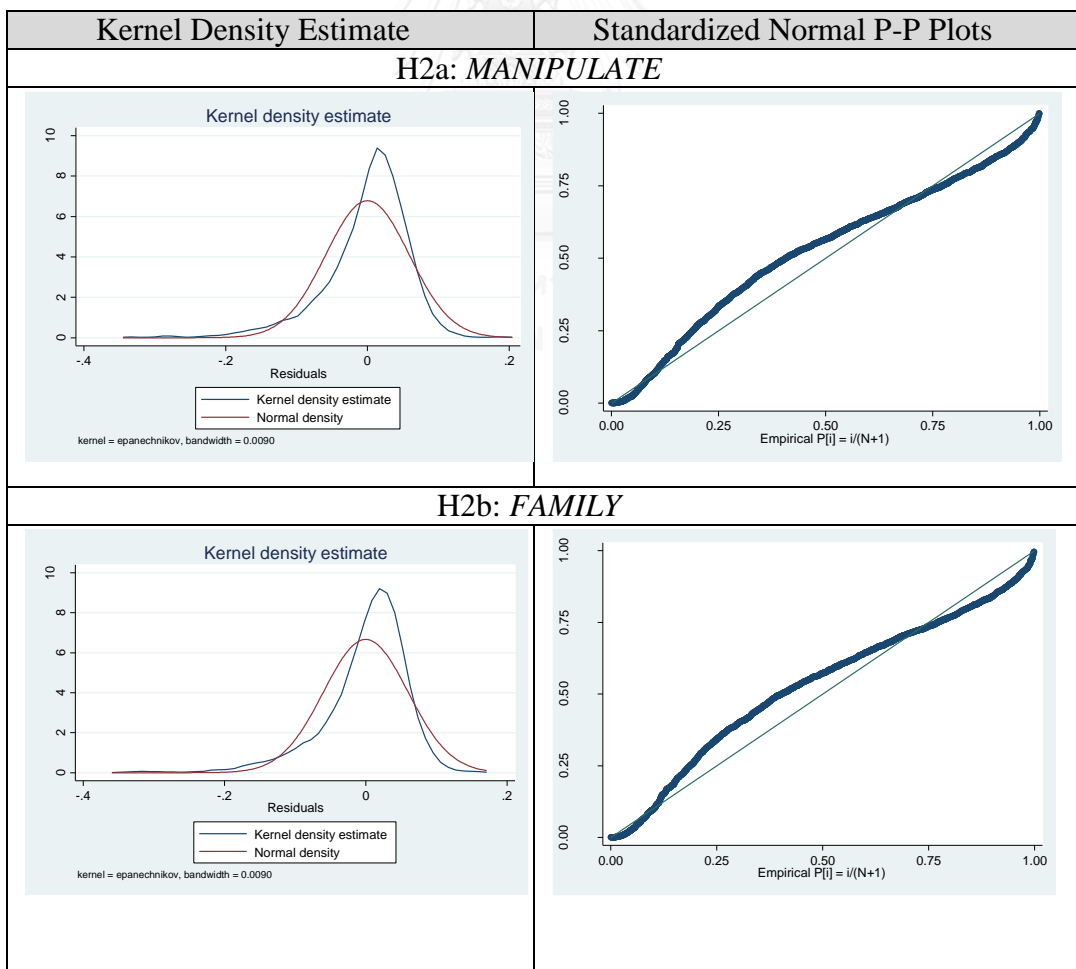 Kernel Density Estimate
Standardized Normal P-P Plots
H2a: MANIPULATE
Kernel density estimate
10
8
6
4
2
0
-.4
-.2
0
.2
Residuals
Kernel density estimate
Normal density
kernel = epanechnikov, bandwidth = 0.0090
1.00
0.75
0.50
0.25
0.00
0.00
0.25
0.50
0.75
1.00
Empirical P[i] = i/(N+1)
H2b: FAMILY
Kernel density estimate
10
8
6
4
2
0
-.4
-.2
0
.2
Residuals
Kernel density estimate
Normal density
kernel = epanechnikov, bandwidth = 0.0090
1.00
0.75
0.50
0.25
0.00
0.00
0.25
0.50
0.75
1.00
Empirical P[i] = i/(N+1)